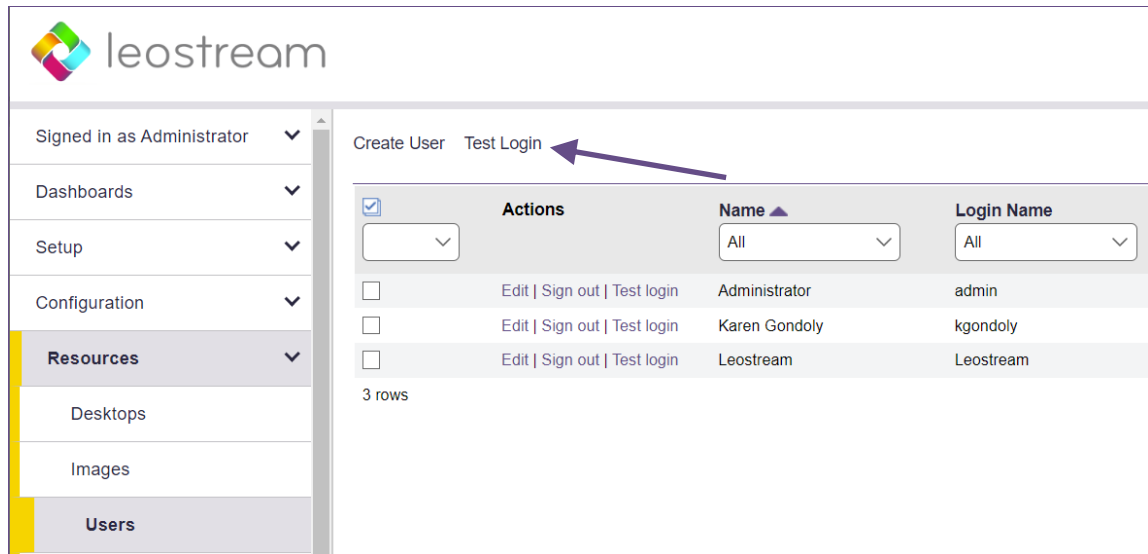 leostream
Signed in as Administrator
Dashboards
Setup
Configuration
Resources
Desktops
Images
Users
Create User Test Login
Actions Name Login Name
All All
Edit | Sign out | Test login Administrator admin
Edit | Sign out | Test login Karen Gondoly kgondoly
Edit | Sign out | Test login Leostream Leostream
3 rows